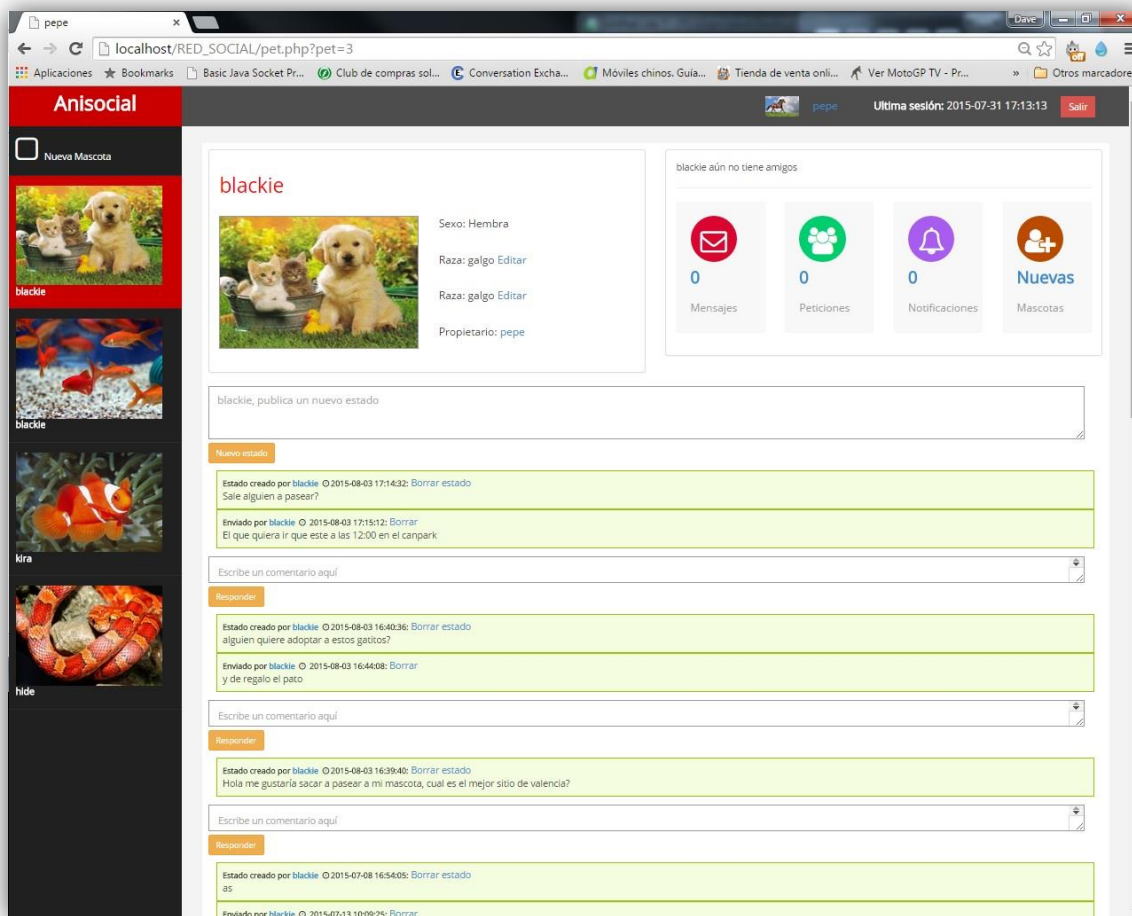 pepe
Dave
localhost/RED_SOCIAL/pet.php?pet=3
Aplicaciones Bookmarks Basic Java Socket Pr... Club de compras sol... Conversation Excha... Móviles chinos. Guía... Tienda de venta onli... Ver MotoGP TV - Pr... » Otros marcadore
Anisocial
pepe Ultima sesión: 2015-07-31 17:13:13 Salir
Nueva Mascota
blackie
blackie
kira
hide
blackie
Sexo: Hembra
Raza: galgo Editar
Raza: galgo Editar
Propietario: pepe
blackie aún no tiene amigos
0
Mensajes
0
Peticiones
0
Notificaciones
Nuevas
Mascotas
blackie, publica un nuevo estado
Nuevo estado
Estado creado por blackie 2015-08-03 17:14:32: Borrar estado
Sale alguien a pasear?
Enviado por blackie 2015-08-03 17:15:12: Borrar
El que quiera ir que este a las 12:00 en el canpark
Escribe un comentario aquí
Responder
Estado creado por blackie 2015-08-03 16:40:36: Borrar estado
alguien quiere adoptar a estos gatitos?
Enviado por blackie 2015-08-03 16:44:08: Borrar
y de regalo el pato
Escribe un comentario aquí
Responder
Estado creado por blackie 2015-08-03 16:39:40: Borrar estado
Hola me gustaría sacar a pasear a mi mascota, cual es el mejor sitio de valencia?
Escribe un comentario aquí
Responder
Estado creado por blackie 2015-07-08 16:54:05: Borrar estado
as
Enviado por blackie 2015-07-13 10:09:25: Borrar